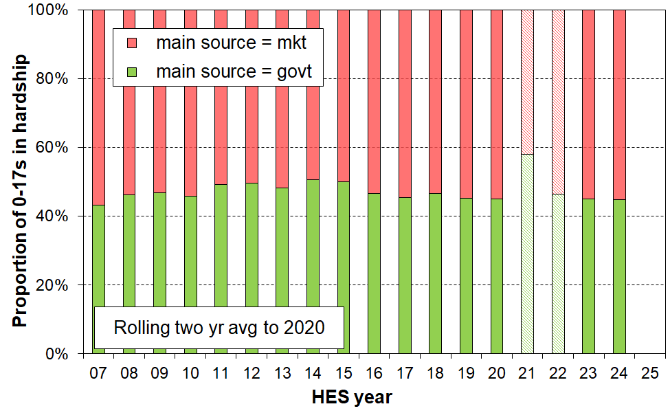 100%
80%
60%
40%
20%
0%
Proportion of 0-17s in hardship
main source = mkt
main source = govt
Rolling two yr avg to 2020
07 08 09 10 11 12 13 14 15 16 17 18 19 20 21 22 23 24 25
HES year